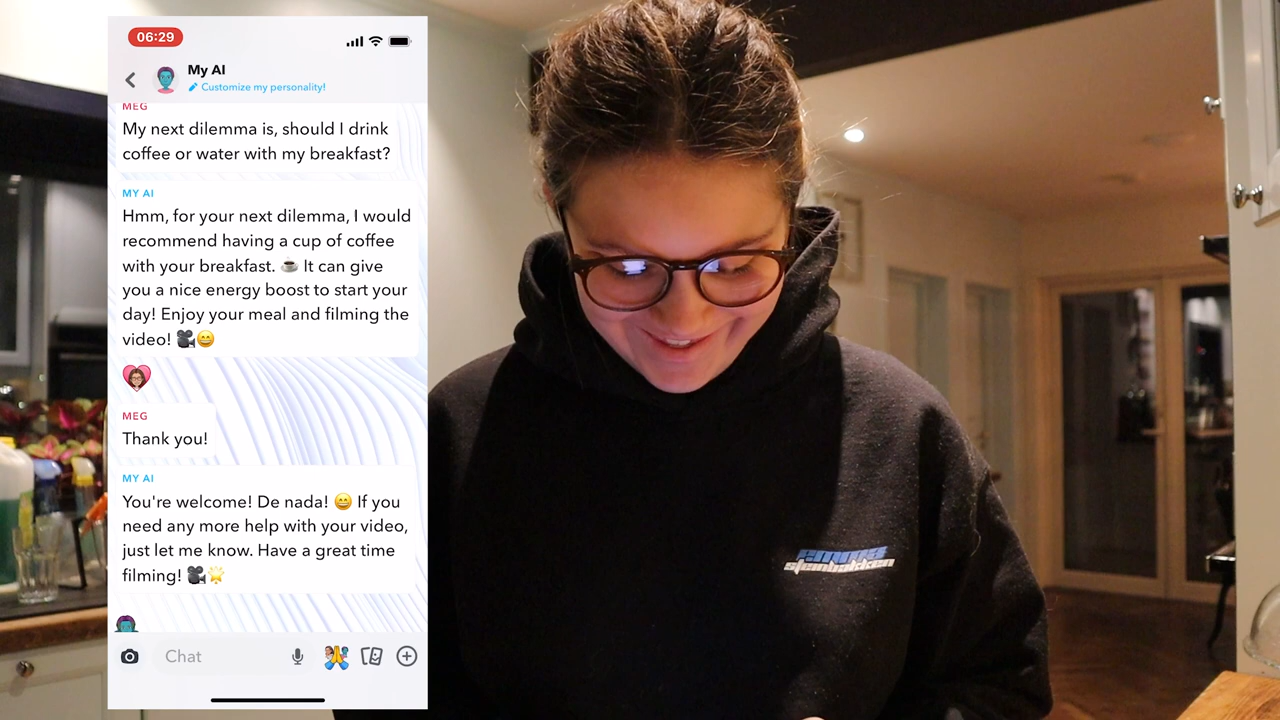 06:29
My AI
Customize my personality!
MEG
My next dilemma is, should I drink
coffee or water with my breakfast?
MY AI
Hmm, for your next dilemma, I would
recommend having a cup of coffee
with your breakfast. ☕ It can give
you a nice energy boost to start your
day! Enjoy your meal and filming the
video! 🎥😄
MEG
Thank you!
MY AI
You're welcome! De nada! 😄 If you
need any more help with your video,
just let me know. Have a great time
filming! 🎥🌟
Chat
emma
steinbakken